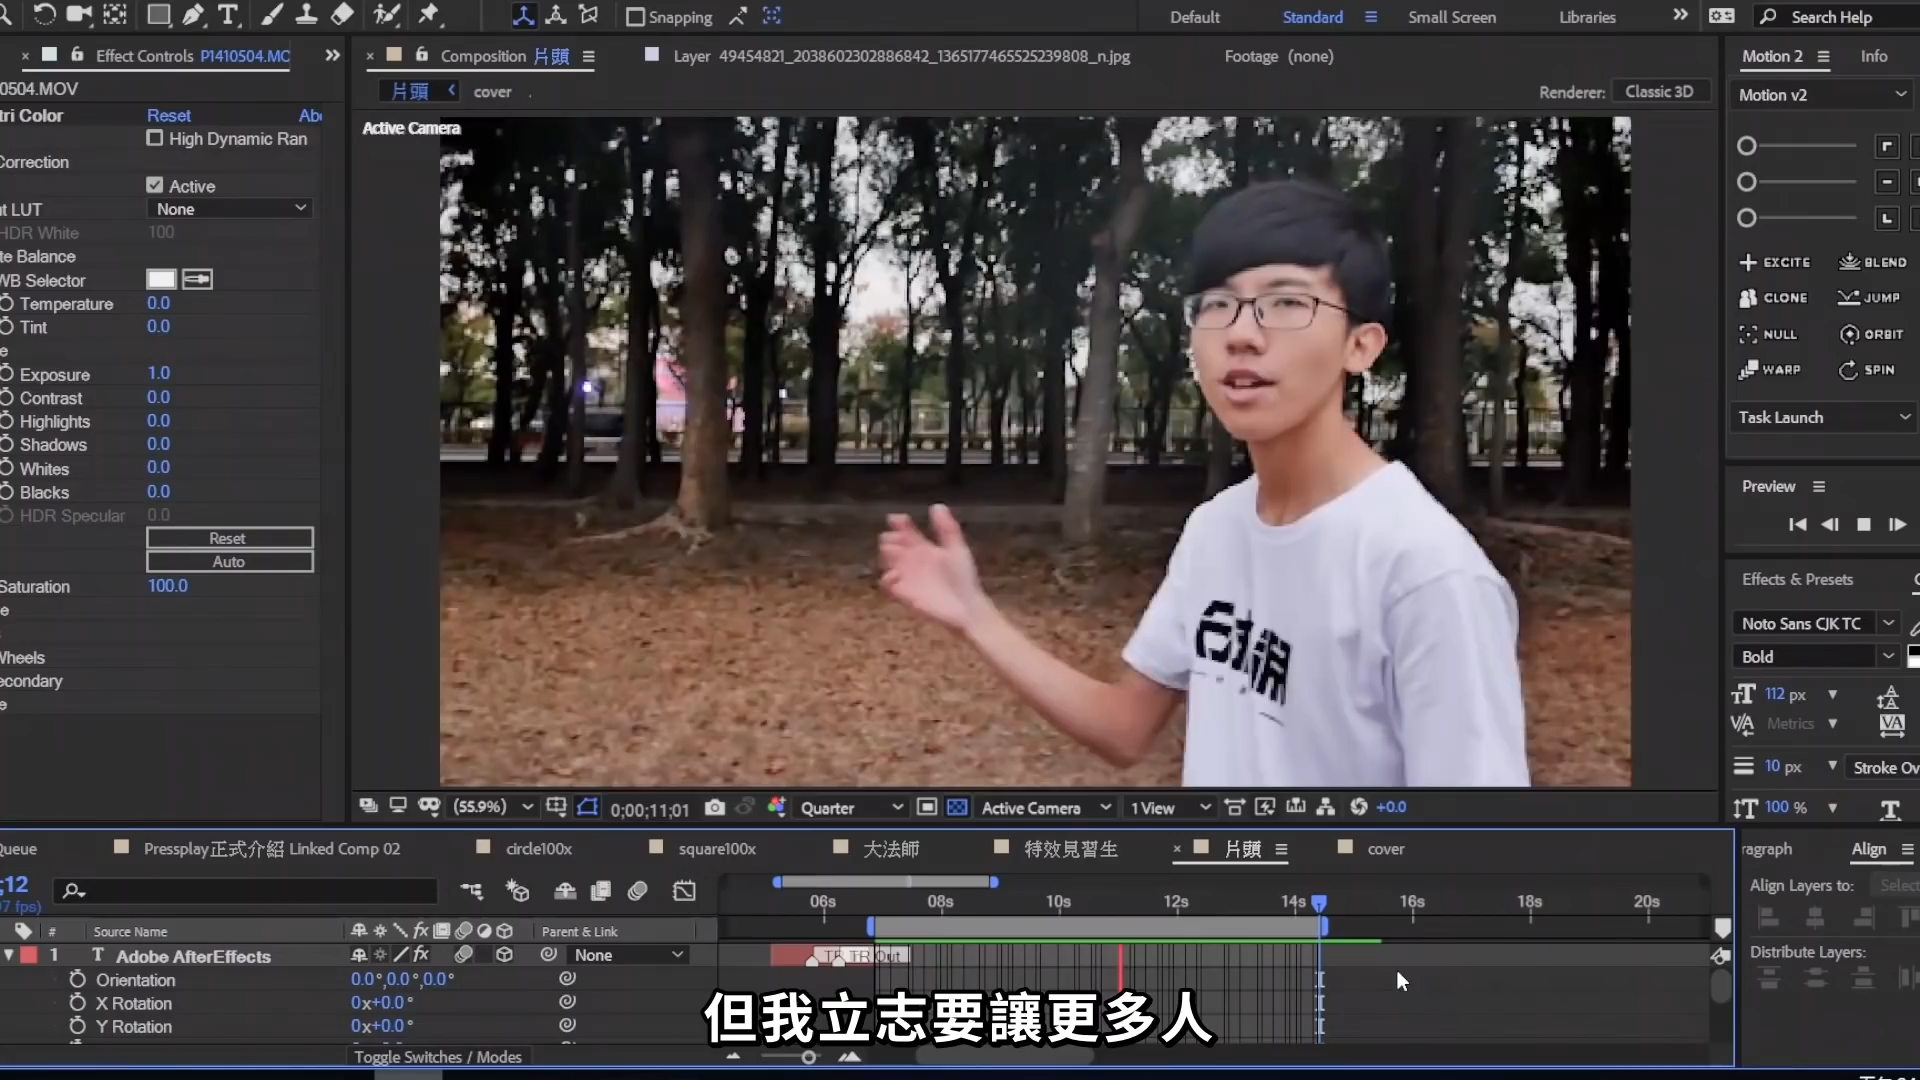 Snapping
Default
Standard
Small Screen
Libraries
Search Help
Effect Controls P1410504.MO
Composition 片頭
Layer 49454821_2038602302886842_1365177465525239808_n.jpg
Footage (none)
Motion 2
Info
0504.MOV
片頭
cover
Renderer:
Classic 3D
Motion v2
tri Color
Reset
Abo
Active Camera
High Dynamic Ran
Correction
Active
t LUT
None
HDR White
100
te Balance
WB Selector
Temperature
0.0
Tint
0.0
e
Exposure
1.0
Contrast
0.0
Highlights
0.0
Shadows
0.0
Whites
0.0
Blacks
0.0
HDR Specular
0.0
Reset
Auto
Saturation
100.0
e
Wheels
econdary
e
EXCITE
BLEND
CLONE
JUMP
NULL
ORBIT
WARP
SPIN
Task Launch
Preview
Effects & Presets
Noto Sans CJK TC
Bold
112 px
Metrics
10 px
Stroke Ov
100 %
(55.9%)
0;00;11;01
Quarter
Active Camera
1 View
+0.0
Queue
Pressplay正式介紹 Linked Comp 02
circle100x
square100x
大法師
特效見習生
片頭
cover
ragraph
Align
;12
7 fps)
06s
08s
10s
12s
14s
16s
18s
20s
Align Layers to:
Select
# Source Name
Parent & Link
1 T Adobe AfterEffects
None
TR Out
Distribute Layers:
Orientation
0.0°,0.0°,0.0°
X Rotation
0x+0.0°
Y Rotation
0x+0.0°
Toggle Switches / Modes
但我立志要讓更多人